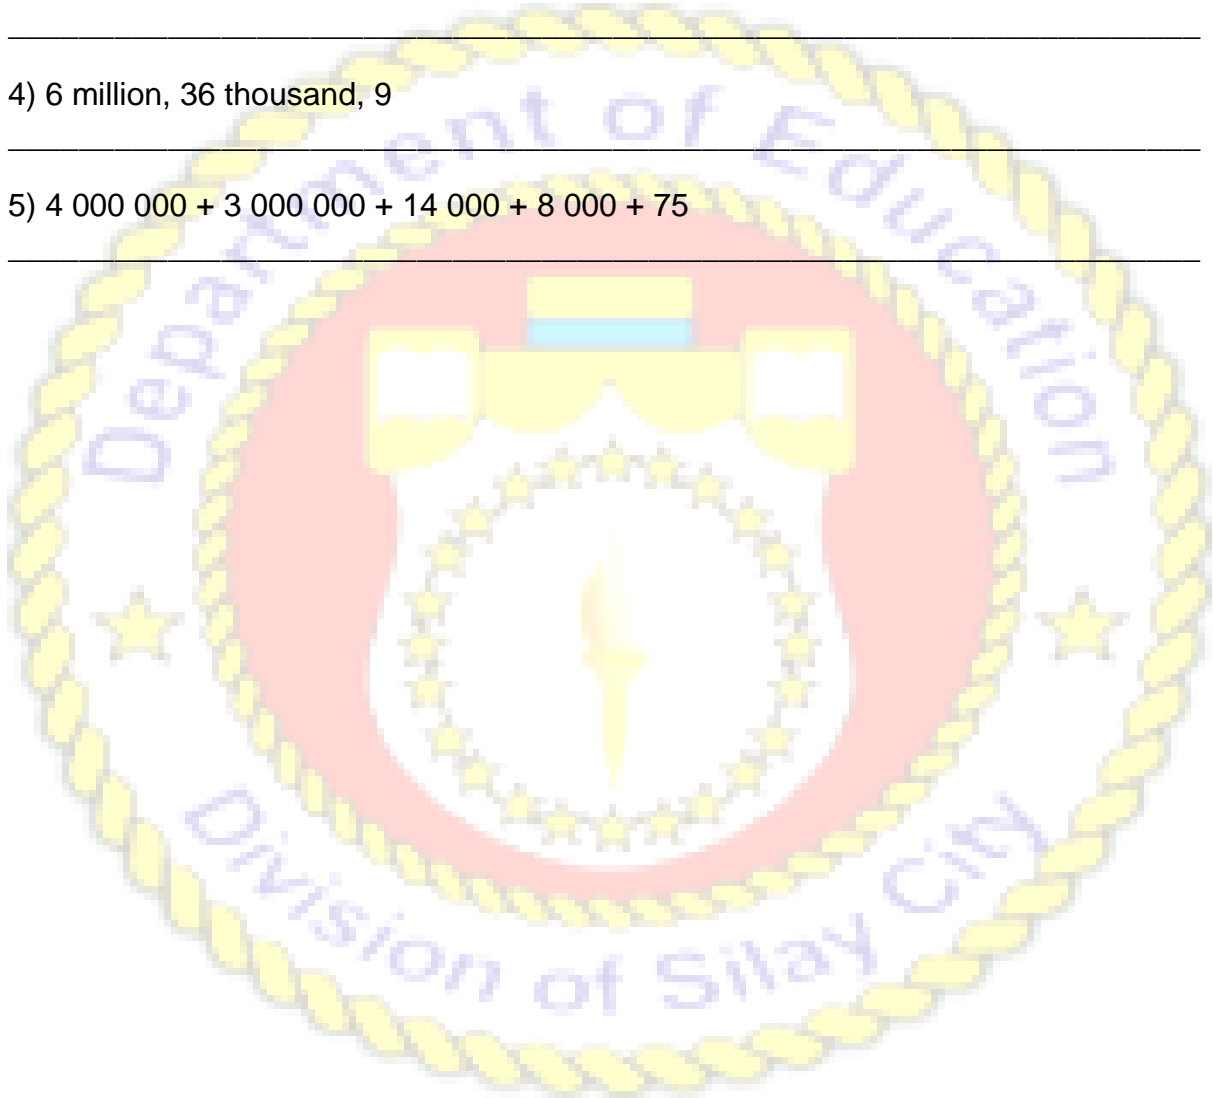 4) 6 million, 36 thousand, 9
5) 4 000 000 + 3 000 000 + 14 000 + 8 000 + 75
Department of Education
Division of Silay City